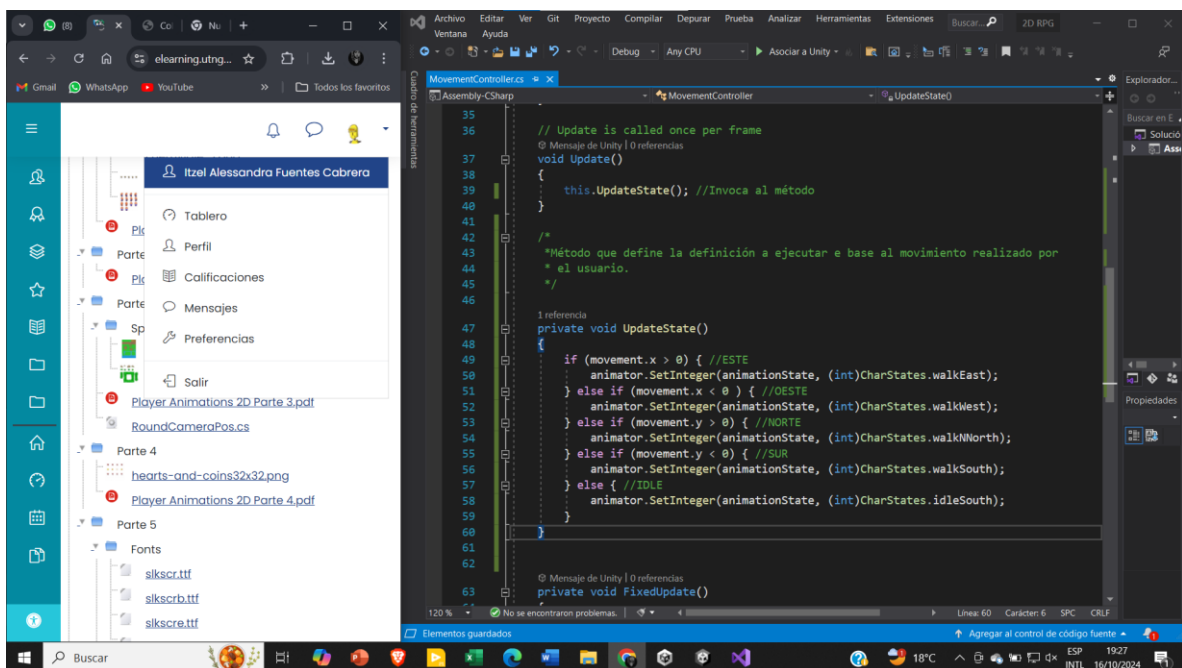 (8)
Co
Nu
elearning.utng...
Gmail
WhatsApp
YouTube
Todos los favoritos
Itzel Alessandra Fuentes Cabrera
Tablero
Perfil
Calificaciones
Mensajes
Preferencias
Salir
Parte
Parte
Sp
Player Animations 2D Parte 3.pdf
RoundCameraPos.cs
Parte 4
hearts-and-coins32x32.png
Player Animations 2D Parte 4.pdf
Parte 5
Fonts
slkscr.ttf
slkscrb.ttf
slkscre.ttf
Archivo Editar Ver Git Proyecto Compilar Depurar Prueba Analizar Herramientas Extensiones Buscar... 2D RPG
Ventana Ayuda
Debug Any CPU Asociar a Unity
Cuadro de herramientas
MovementController.cs
Assembly-CSharp MovementController UpdateState()
35
36 // Update is called once per frame
Mensaje de Unity | 0 referencias
37 void Update()
38 {
39 this.UpdateState(); //Invoca al método
40 }
41
42 /*
43 *Método que define la definición a ejecutar e base al movimiento realizado por
44 * el usuario.
45 */
46
1 referencia
47 private void UpdateState()
48 {
49 if (movement.x > 0) { //ESTE
50 animator.SetInteger(animationState, (int)CharStates.walkEast);
51 } else if (movement.x < 0 ) { //OESTE
52 animator.SetInteger(animationState, (int)CharStates.walkWest);
53 } else if (movement.y > 0) { //NORTE
54 animator.SetInteger(animationState, (int)CharStates.walkNNorth);
55 } else if (movement.y < 0) { //SUR
56 animator.SetInteger(animationState, (int)CharStates.walkSouth);
57 } else { //IDLE
58 animator.SetInteger(animationState, (int)CharStates.idleSouth);
59 }
60 }
61
62
Mensaje de Unity | 0 referencias
63 private void FixedUpdate()
120 % No se encontraron problemas. Línea: 60 Carácter: 6 SPC CRLF
Elementos guardados Agregar al control de código fuente
Explorador...
Buscar en E
Solució
Asse
Propiedades
Buscar
18°C
ESP
INTL
19:27
16/10/2024